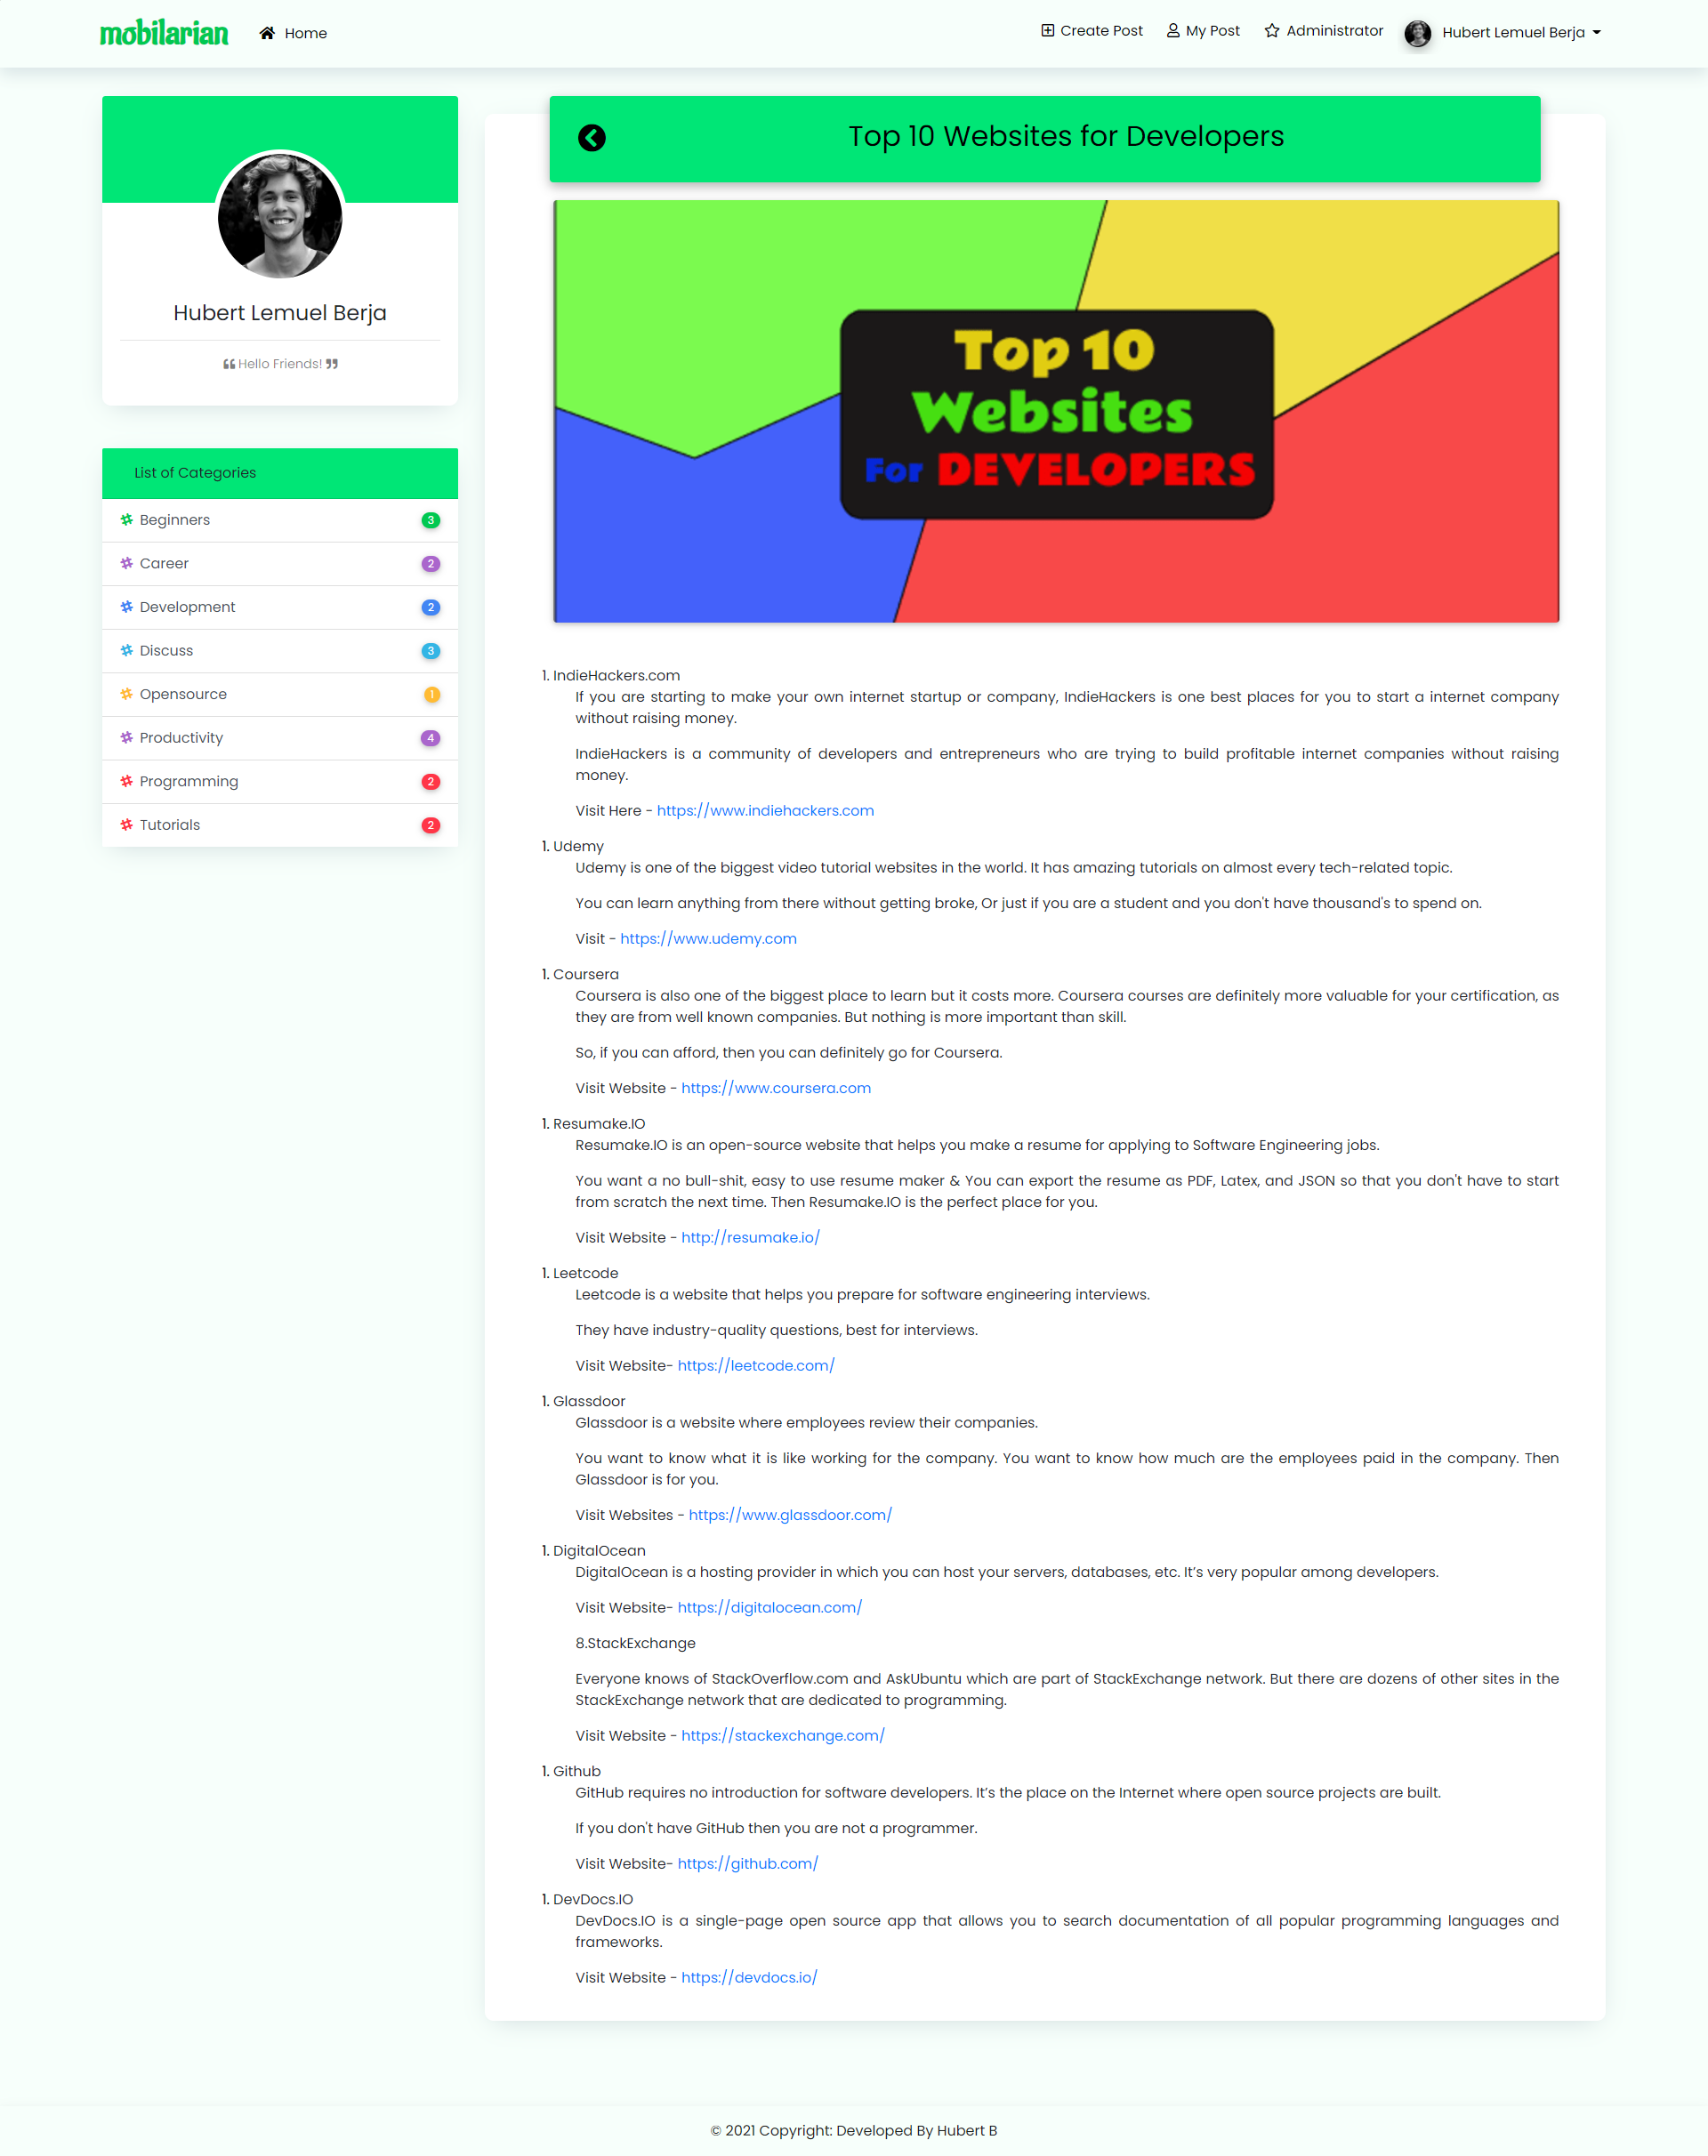 mobilarian
Home
Create Post
My Post
Administrator
Hubert Lemuel Berja
Hubert Lemuel Berja
Hello Friends!
List of Categories
Beginners 3
Career 2
Development 2
Discuss 3
Opensource 1
Productivity 4
Programming 2
Tutorials 2
Top 10 Websites for Developers
Top 10
Websites
For DEVELOPERS
1. IndieHackers.com
If you are starting to make your own internet startup or company, IndieHackers is one best places for you to start a internet company
without raising money.
IndieHackers is a community of developers and entrepreneurs who are trying to build profitable internet companies without raising
money.
Visit Here - https://www.indiehackers.com
1. Udemy
Udemy is one of the biggest video tutorial websites in the world. It has amazing tutorials on almost every tech-related topic.
You can learn anything from there without getting broke, Or just if you are a student and you don't have thousand's to spend on.
Visit - https://www.udemy.com
1. Coursera
Coursera is also one of the biggest place to learn but it costs more. Coursera courses are definitely more valuable for your certification, as
they are from well known companies. But nothing is more important than skill.
So, if you can afford, then you can definitely go for Coursera.
Visit Website - https://www.coursera.com
1. Resumake.IO
Resumake.IO is an open-source website that helps you make a resume for applying to Software Engineering jobs.
You want a no bull-shit, easy to use resume maker & You can export the resume as PDF, Latex, and JSON so that you don't have to start
from scratch the next time. Then Resumake.IO is the perfect place for you.
Visit Website - http://resumake.io/
1. Leetcode
Leetcode is a website that helps you prepare for software engineering interviews.
They have industry-quality questions, best for interviews.
Visit Website- https://leetcode.com/
1. Glassdoor
Glassdoor is a website where employees review their companies.
You want to know what it is like working for the company. You want to know how much are the employees paid in the company. Then
Glassdoor is for you.
Visit Websites - https://www.glassdoor.com/
1. DigitalOcean
DigitalOcean is a hosting provider in which you can host your servers, databases, etc. It’s very popular among developers.
Visit Website- https://digitalocean.com/
8.StackExchange
Everyone knows of StackOverflow.com and AskUbuntu which are part of StackExchange network. But there are dozens of other sites in the
StackExchange network that are dedicated to programming.
Visit Website - https://stackexchange.com/
1. Github
GitHub requires no introduction for software developers. It’s the place on the Internet where open source projects are built.
If you don't have GitHub then you are not a programmer.
Visit Website- https://github.com/
1. DevDocs.IO
DevDocs.IO is a single-page open source app that allows you to search documentation of all popular programming languages and
frameworks.
Visit Website - https://devdocs.io/
© 2021 Copyright: Developed By Hubert B